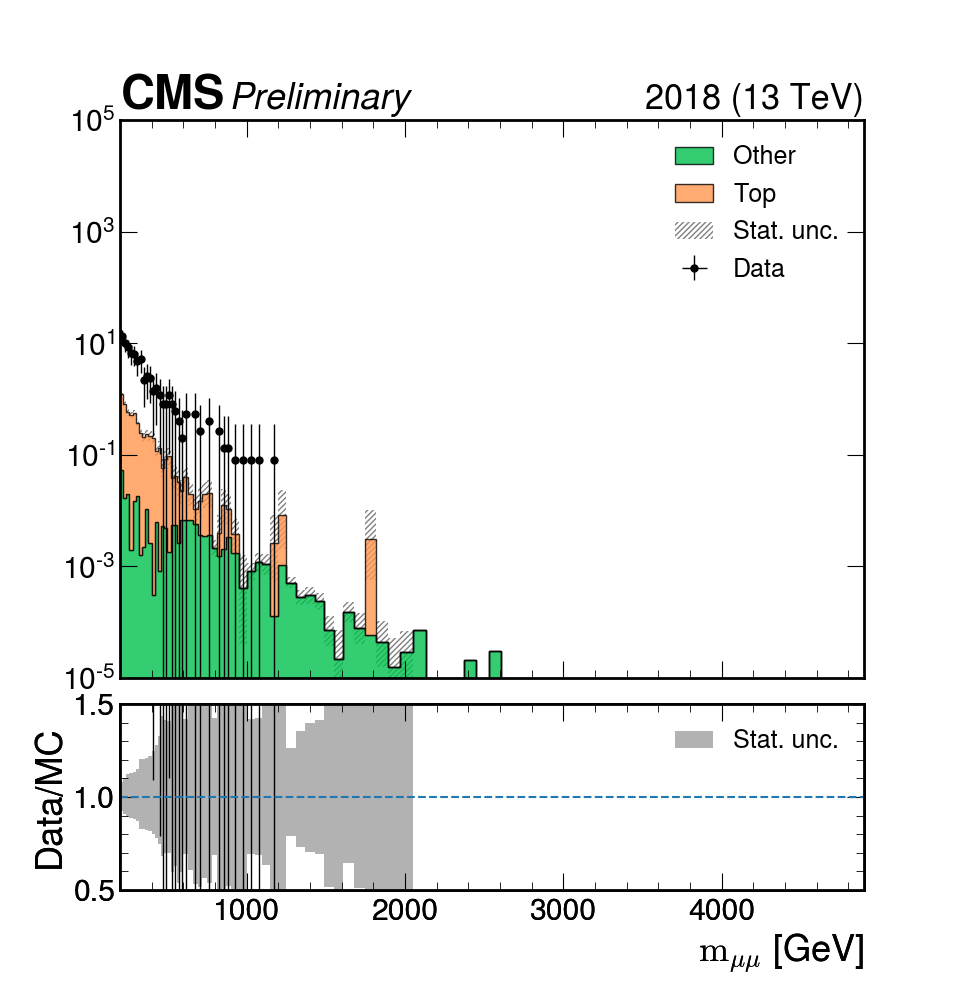 CMS Preliminary 2018 (13 TeV)
10^5
10^3
10^1
10^-1
10^-3
10^-5
Other
Top
Stat. unc.
Data
1.5
1.0
0.5
Data/MC
Stat. unc.
1000 2000 3000 4000
m_μμ [GeV]